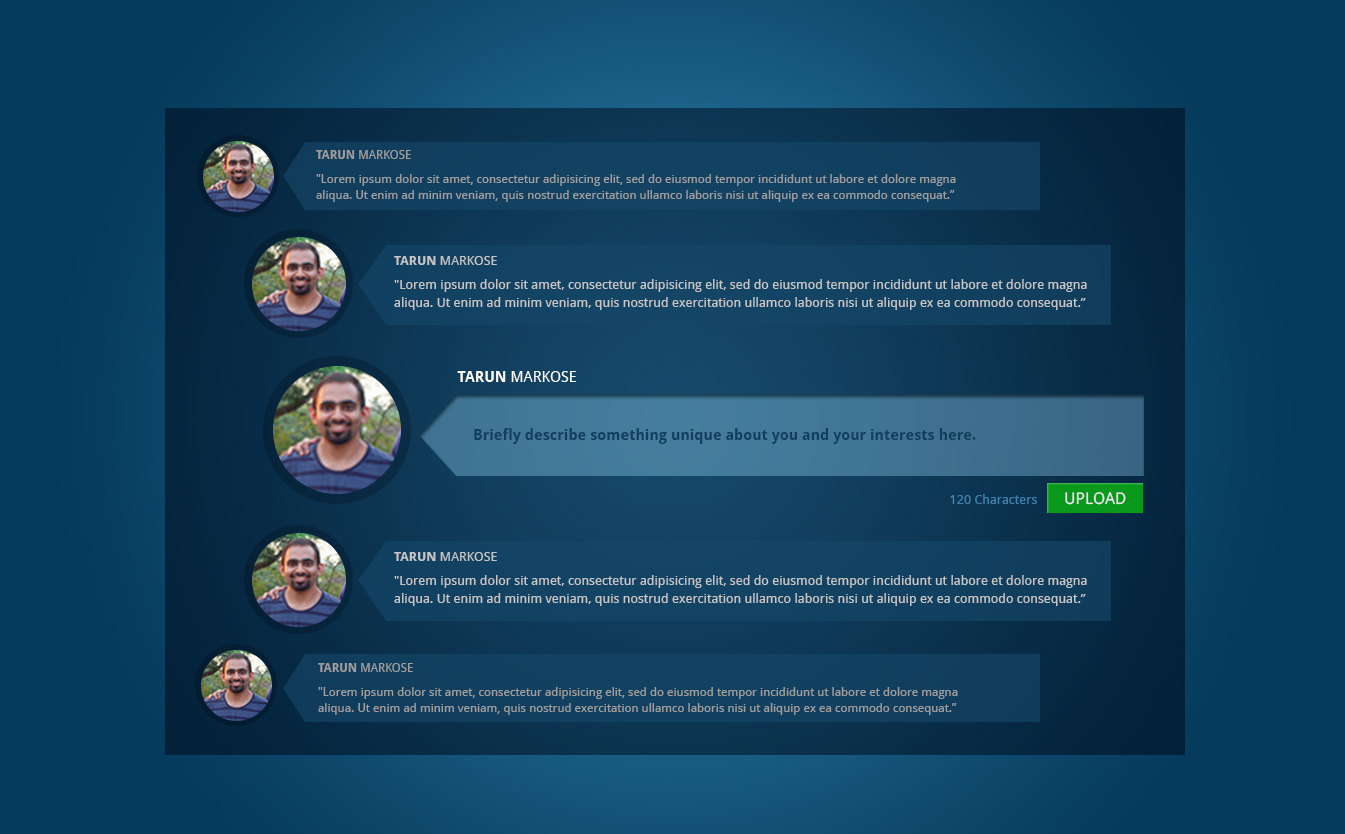 TARUN MARKOSE
"Lorem ipsum dolor sit amet, consectetur adipisicing elit, sed do eiusmod tempor incididunt ut labore et dolore magna
aliqua. Ut enim ad minim veniam, quis nostrud exercitation ullamco laboris nisi ut aliquip ex ea commodo consequat.”
TARUN MARKOSE
"Lorem ipsum dolor sit amet, consectetur adipisicing elit, sed do eiusmod tempor incididunt ut labore et dolore magna
aliqua. Ut enim ad minim veniam, quis nostrud exercitation ullamco laboris nisi ut aliquip ex ea commodo consequat.”
TARUN MARKOSE
Briefly describe something unique about you and your interests here.
120 Characters UPLOAD
TARUN MARKOSE
"Lorem ipsum dolor sit amet, consectetur adipisicing elit, sed do eiusmod tempor incididunt ut labore et dolore magna
aliqua. Ut enim ad minim veniam, quis nostrud exercitation ullamco laboris nisi ut aliquip ex ea commodo consequat.”
TARUN MARKOSE
"Lorem ipsum dolor sit amet, consectetur adipisicing elit, sed do eiusmod tempor incididunt ut labore et dolore magna
aliqua. Ut enim ad minim veniam, quis nostrud exercitation ullamco laboris nisi ut aliquip ex ea commodo consequat.”